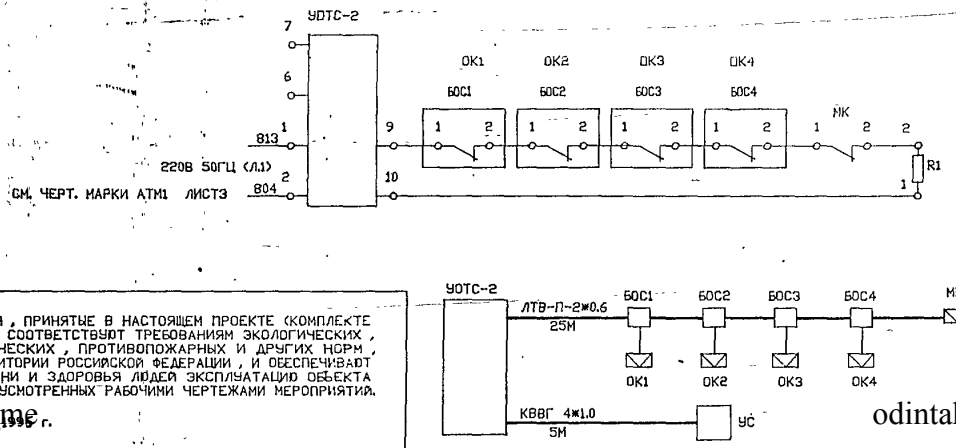 УОТС-2
7
ОК1 ОК2 ОК3 ОК4
6
БОС1 БОС2 БОС3 БОС4
МК
1 9 1 2 1 2 1 2 1 2 1 2 2
813
220В 50ГЦ (Л.1)
R1
2 10 1
СМ. ЧЕРТ. МАРКИ АТМ1 ЛИСТ3 804
УОТС-2
БОС1 БОС2 БОС3 БОС4
ЛТВ-П-2*0.6
25М
, ПРИНЯТЫЕ В НАСТОЯЩЕМ ПРОЕКТЕ (КОМПЛЕКТЕ
СООТВЕТСТВУЮТ ТРЕБОВАНИЯМ ЭКОЛОГИЧЕСКИХ ,
ЧЕСКИХ , ПРОТИВОПОЖАРНЫХ И ДРУГИХ НОРМ ,
ИТОРИИ РОССИЙСКОЙ ФЕДЕРАЦИИ , И ОБЕСПЕЧИВАЮТ
НИ И ЗДОРОВЬЯ ЛЮДЕЙ ЭКСПЛУАТАЦИЮ ОБЪЕКТА
УСМОТРЕННЫХ РАБОЧИМИ ЧЕРТЕЖАМИ МЕРОПРИЯТИЙ.
ОК1 ОК2 ОК3 ОК4
me
г.
КВВГ 4*1.0
5М
УС
odintal